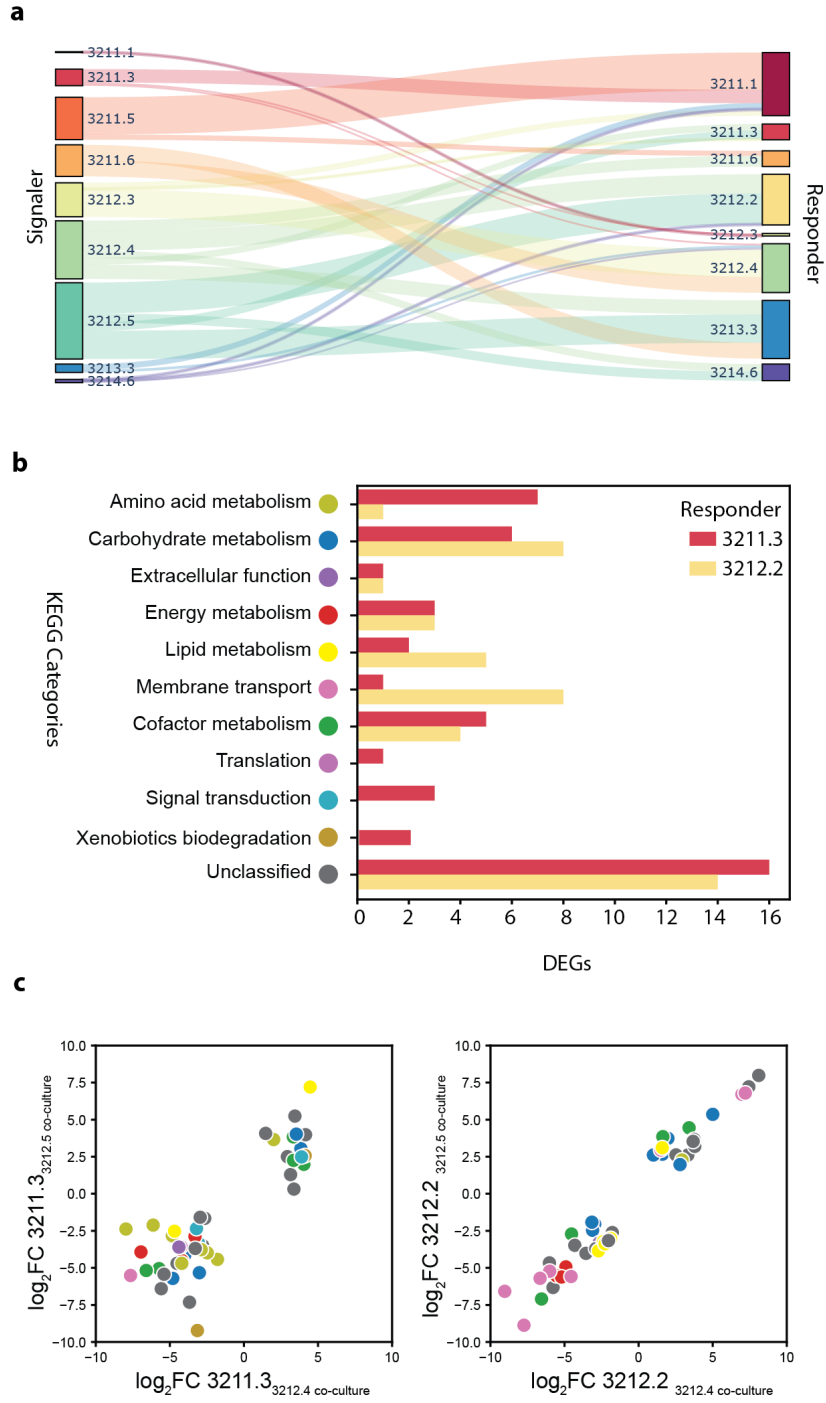 a
Signaler
3211.1
3211.3
3211.5
3211.6
3212.3
3212.4
3212.5
3213.3
3214.6
3211.1
3211.3
3211.6
3212.2
3212.3
3212.4
3213.3
3214.6
Responder
b
KEGG Categories
Amino acid metabolism
Carbohydrate metabolism
Extracellular function
Energy metabolism
Lipid metabolism
Membrane transport
Cofactor metabolism
Translation
Signal transduction
Xenobiotics biodegradation
Unclassified
Responder
3211.3
3212.2
0 2 4 6 8 10 12 14 16
DEGs
c
log2FC 3211.3 3212.5 co-culture
10.0
7.5
5.0
2.5
0.0
−2.5
−5.0
−7.5
−10.0
−10 −5 0 5 10
log2FC 3211.3 3212.4 co-culture
log2FC 3212.2 3212.5 co-culture
10.0
7.5
5.0
2.5
0.0
−2.5
−5.0
−7.5
−10.0
−10 −5 0 5 10
log2FC 3212.2 3212.4 co-culture